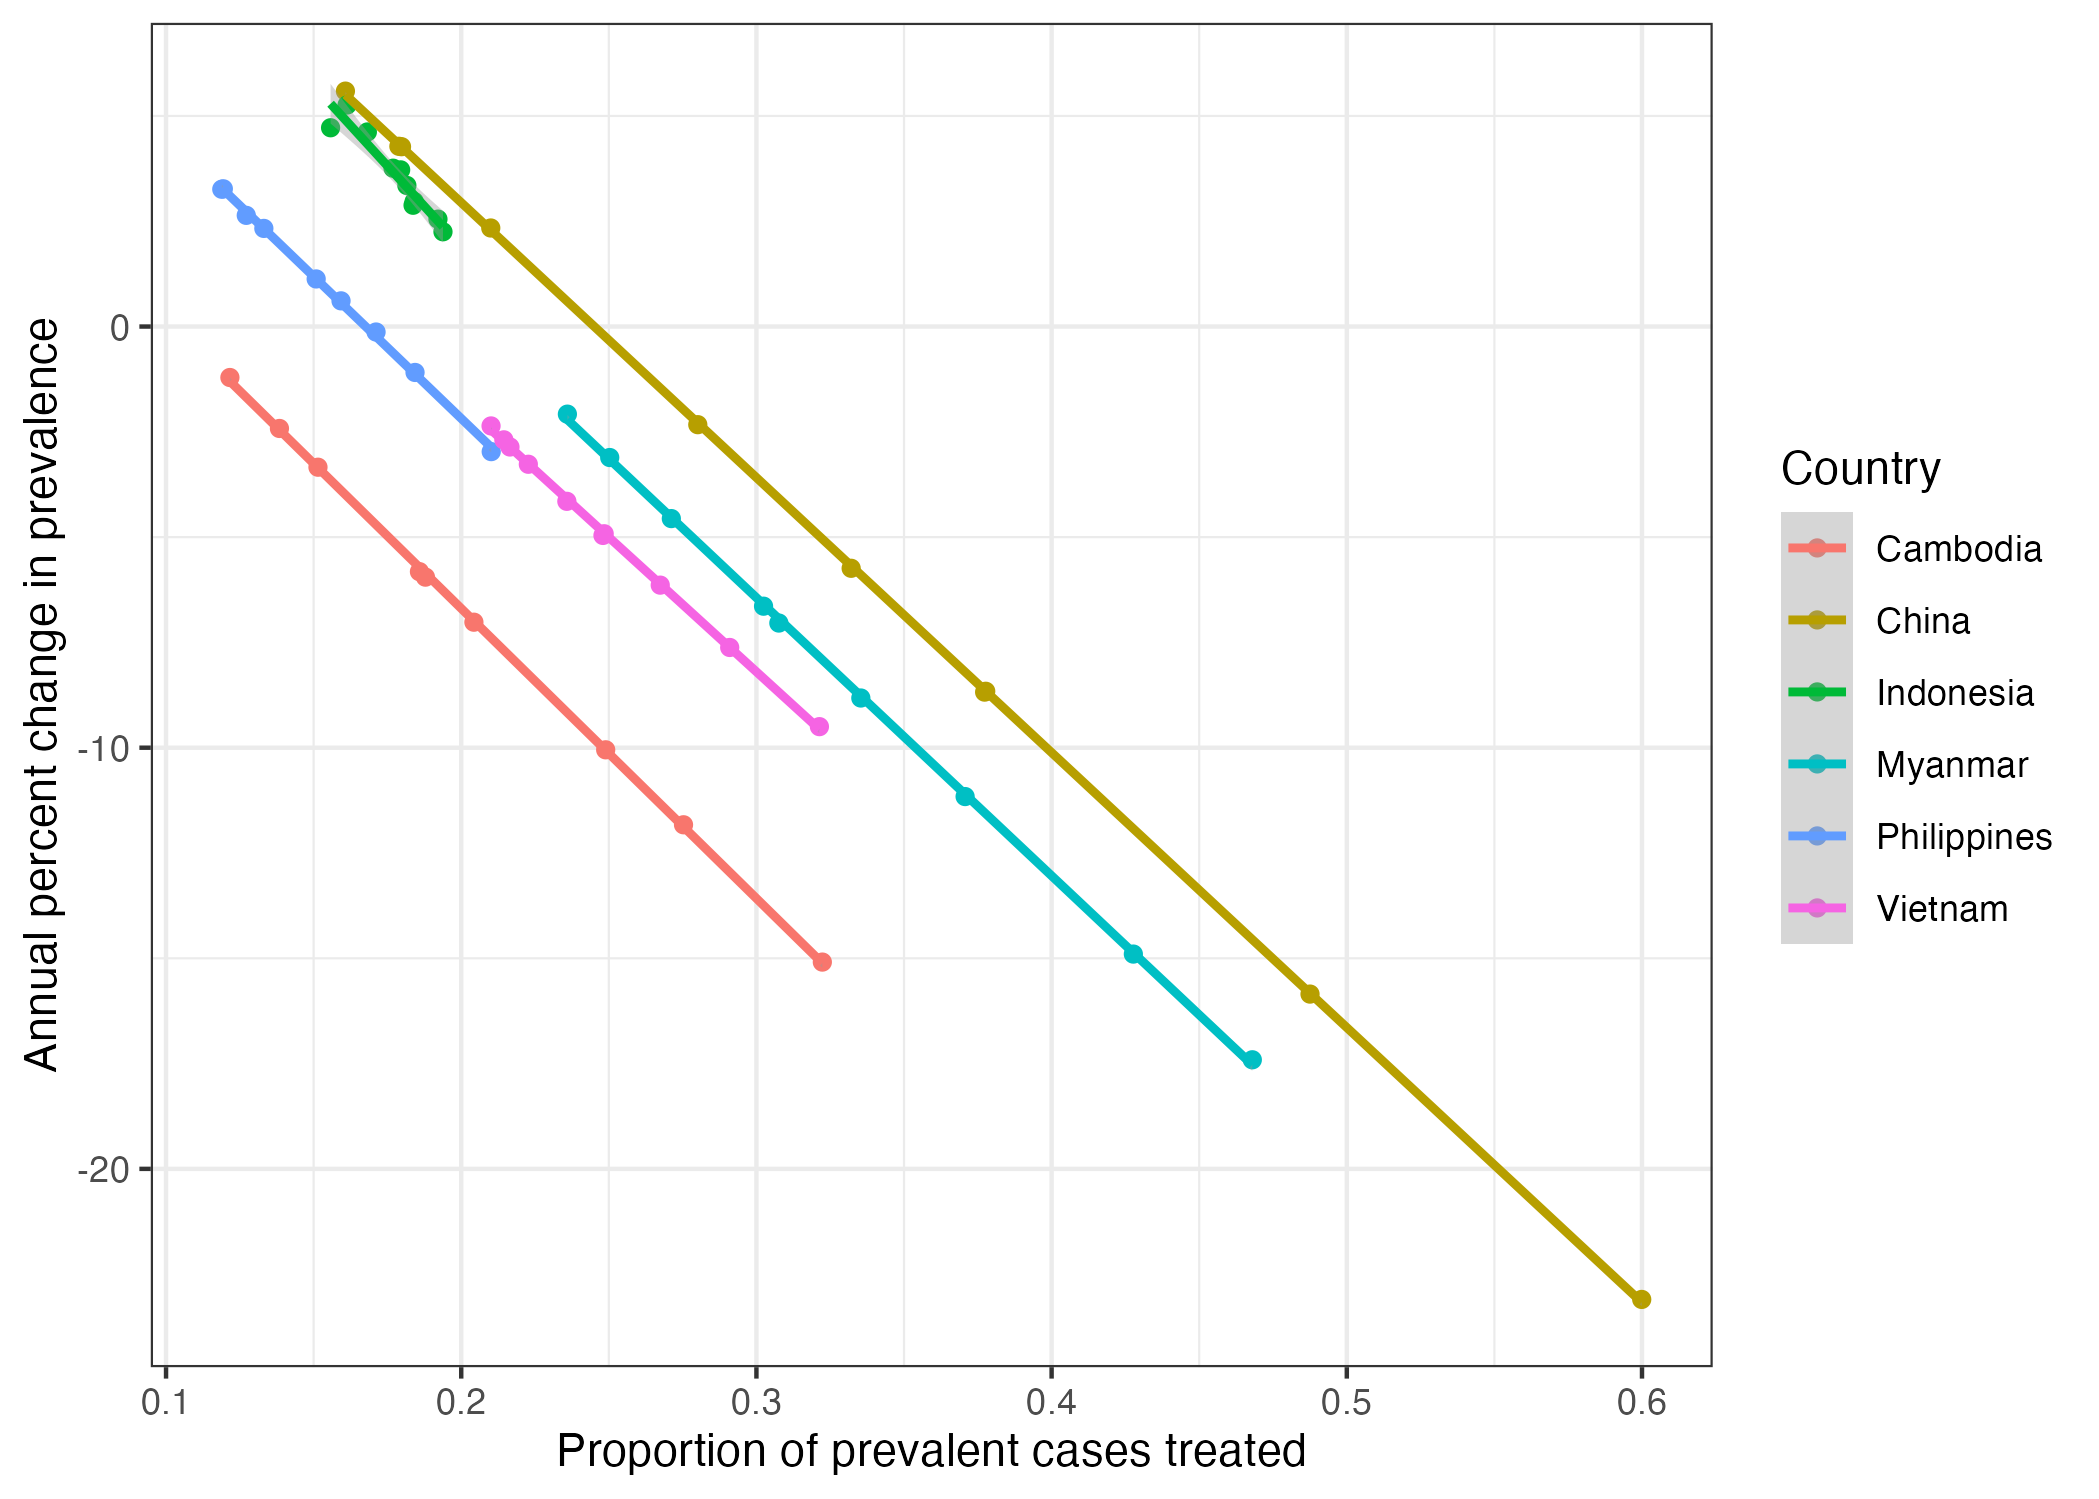 Annual percent change in prevalence
0
-10
-20
0.1 0.2 0.3 0.4 0.5 0.6
Proportion of prevalent cases treated
Country
Cambodia
China
Indonesia
Myanmar
Philippines
Vietnam